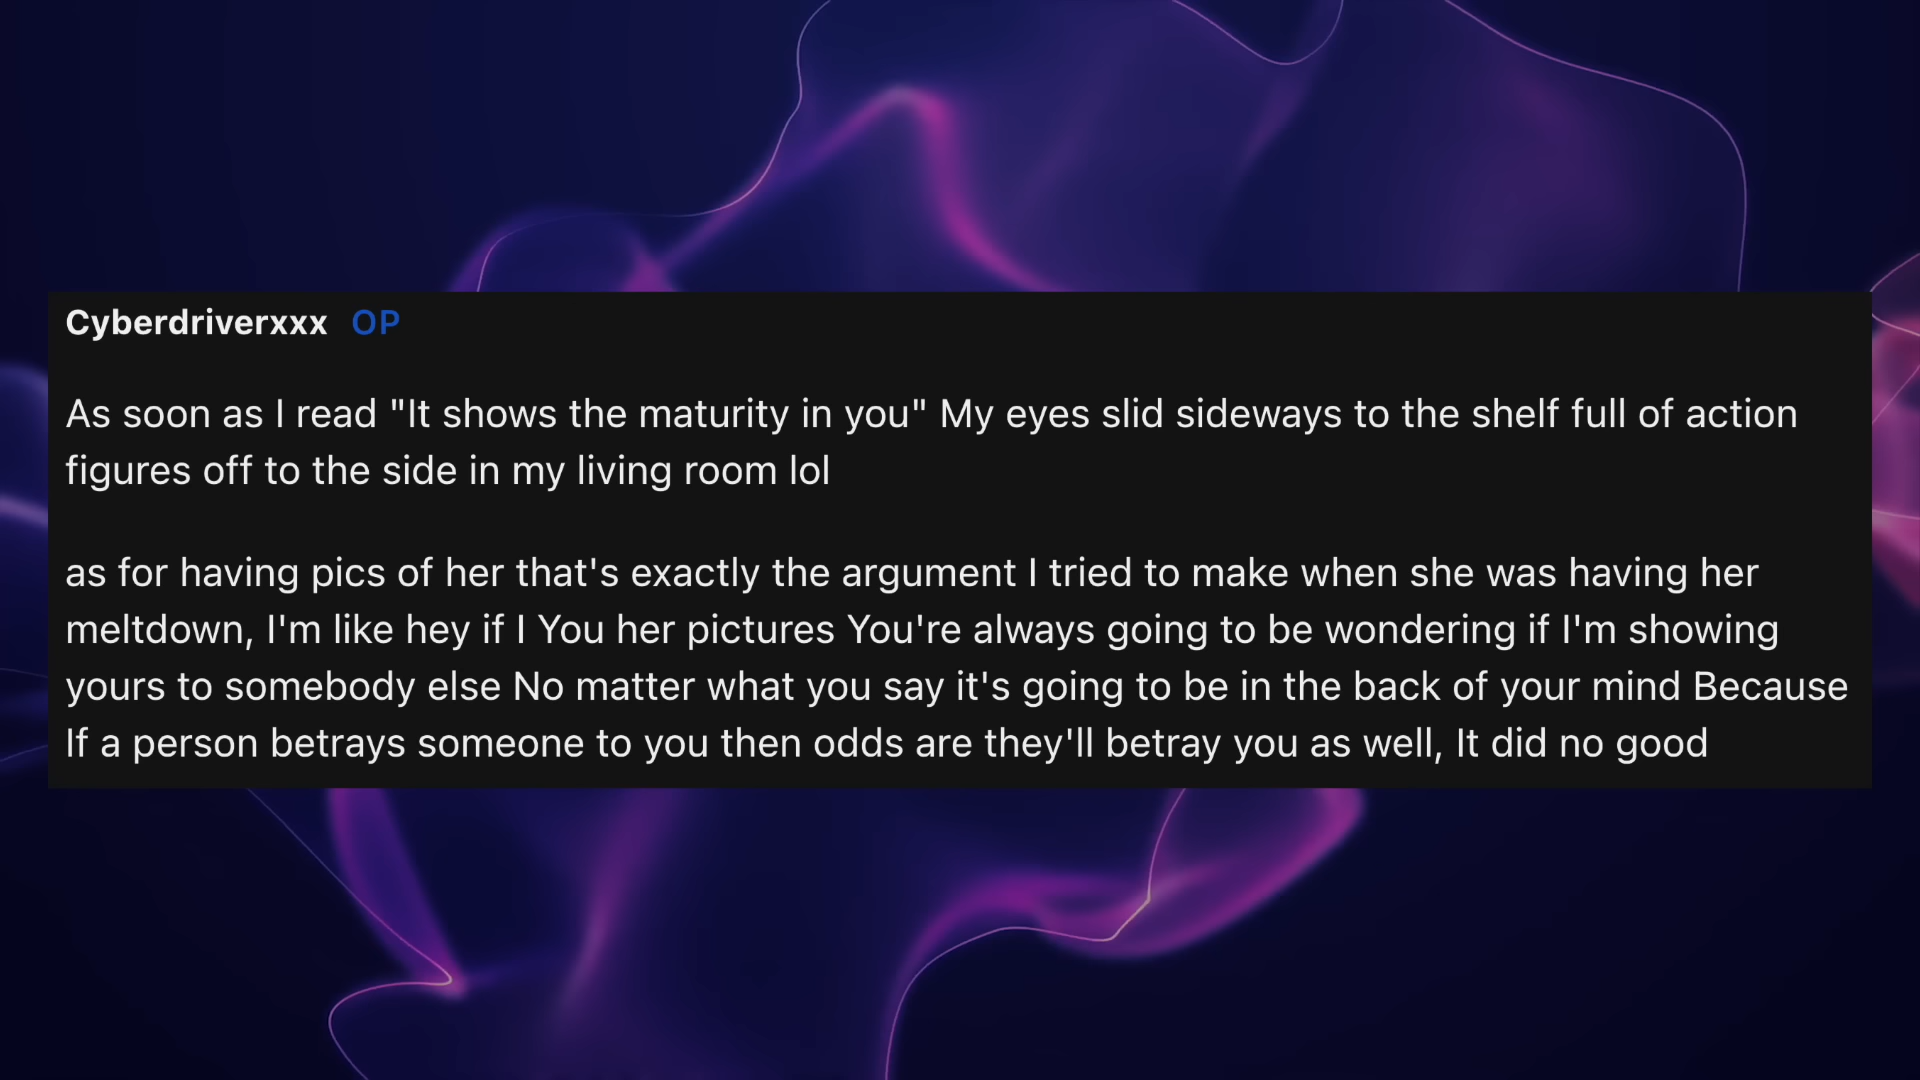 Cyberdriverxxx OP
As soon as I read "It shows the maturity in you" My eyes slid sideways to the shelf full of action
figures off to the side in my living room lol
as for having pics of her that's exactly the argument I tried to make when she was having her
meltdown, I'm like hey if I You her pictures You're always going to be wondering if I'm showing
yours to somebody else No matter what you say it's going to be in the back of your mind Because
If a person betrays someone to you then odds are they'll betray you as well, It did no good